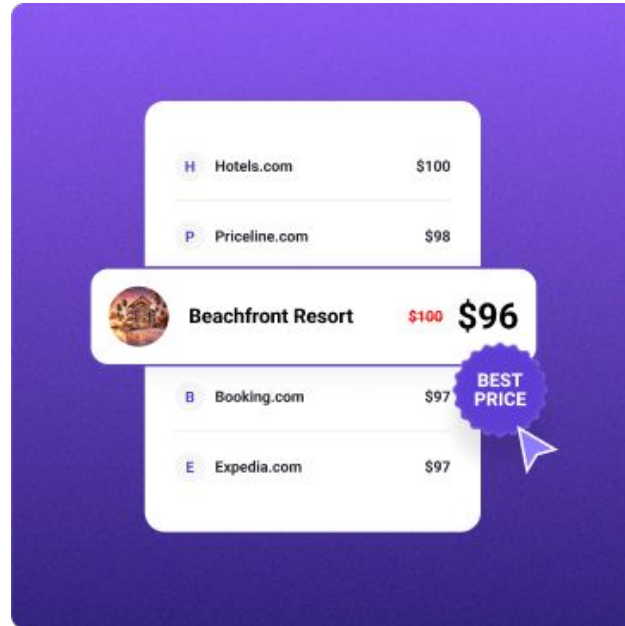 H Hotels.com $100
P Priceline.com $98
Beachfront Resort $100 $96
BEST
PRICE
B Booking.com $97
E Expedia.com $97